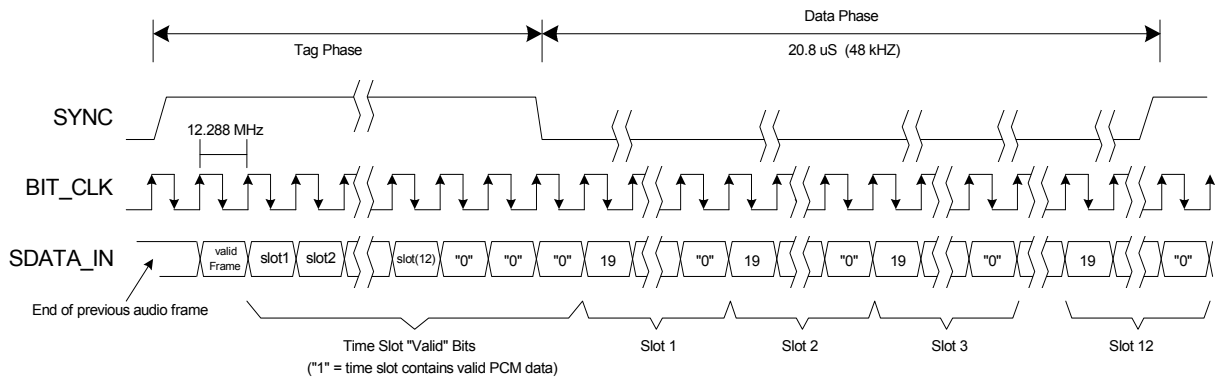 Data Phase
Tag Phase
20.8 uS (48 kHZ)
SYNC
12.288 MHz
BIT_CLK
SDATA_IN
valid
Frame
slot1
slot2
slot(12)
"0"
"0"
"0"
19
"0"
19
"0"
19
"0"
19
"0"
End of previous audio frame
Time Slot "Valid" Bits
("1" = time slot contains valid PCM data)
Slot 1
Slot 2
Slot 3
Slot 12